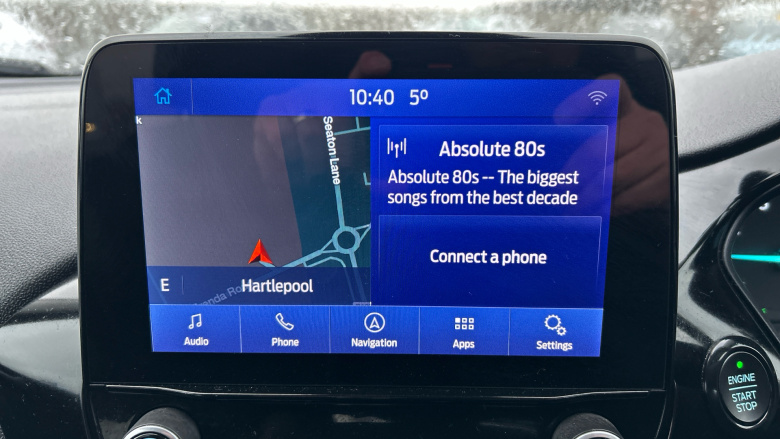 10:40 5º
k
Seaton Lane
L
Absolute 80s
Absolute 80s -- The biggest
songs from the best decade
Connect a phone
E Hartlepool
Audio
Phone
Navigation
Apps
Settings
ENGINE
START
STOP